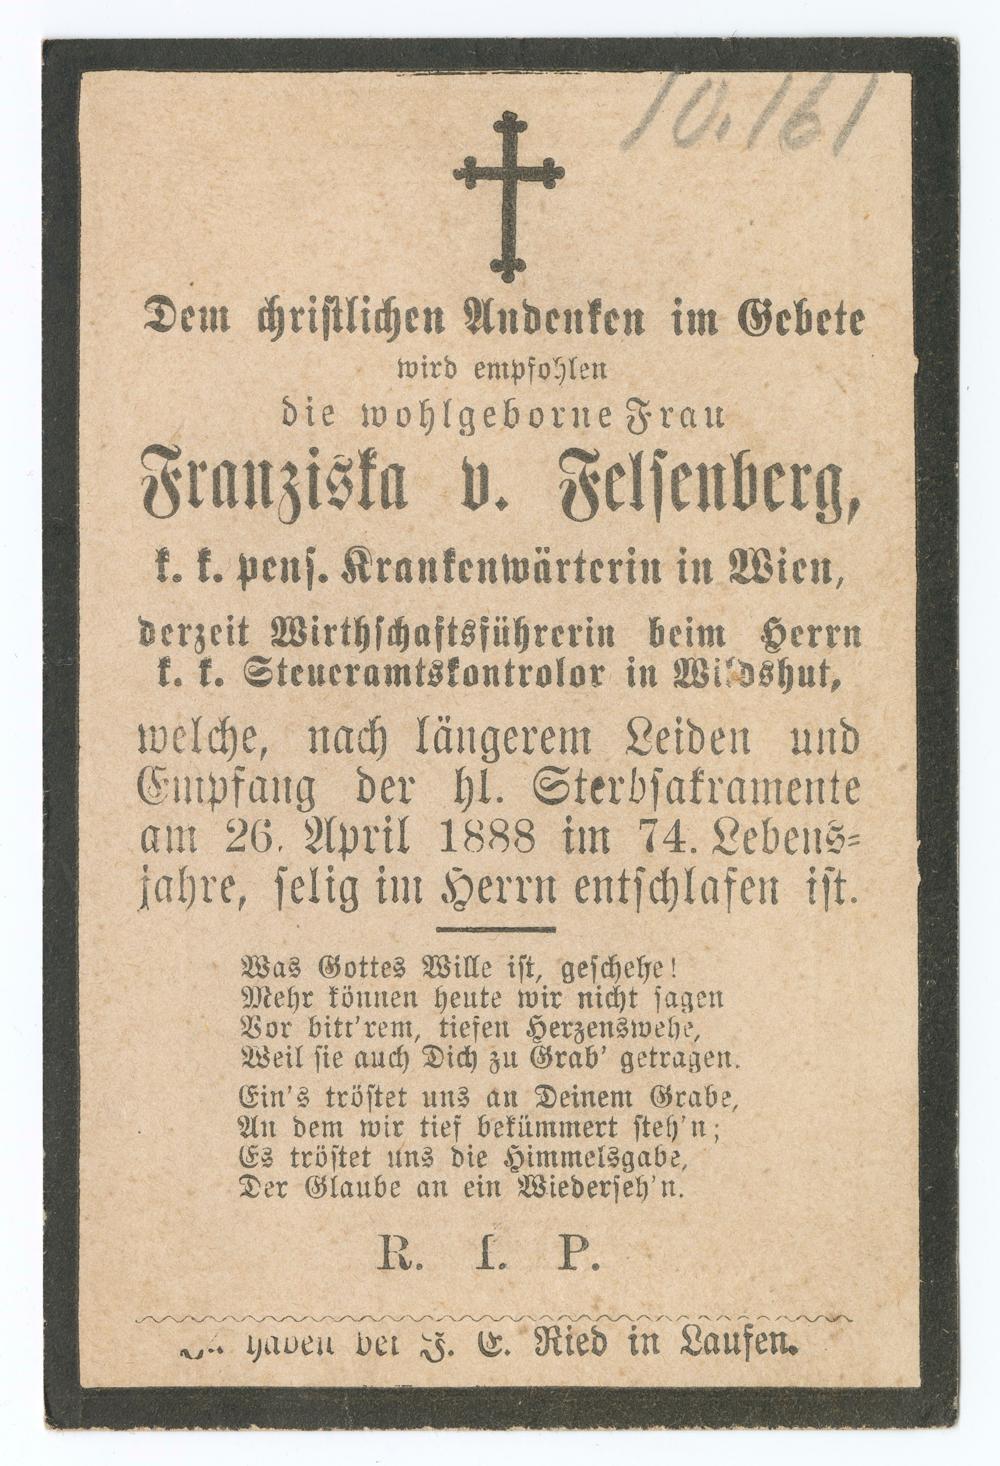 10.161
Dem christlichen Andenken im Gebete
wird empfohlen
die wohlgeborne Frau
Franziska v. Felsenberg,
k. k. pens. Krankenwärterin in Wien,
derzeit Wirthschaftsführerin beim Herrn
k. k. Steueramtskontrolor in Wildshut,
welche, nach längerem Leiden und
Empfang der hl. Sterbsakramente
am 26. April 1888 im 74. Lebens-
jahre, selig im Herrn entschlafen ist.
Was Gottes Wille ist, geschehe!
Mehr können heute wir nicht sagen
Vor bitt'rem, tiefen Herzenswehe,
Weil sie auch Dich zu Grab' getragen.
Ein's tröstet uns an Deinem Grabe,
An dem wir tief bekümmert steh'n;
Es tröstet uns die Himmelsgabe,
Der Glaube an ein Wiederseh'n.
R. I. P.
haben bei J. E. Ried in Laufen.